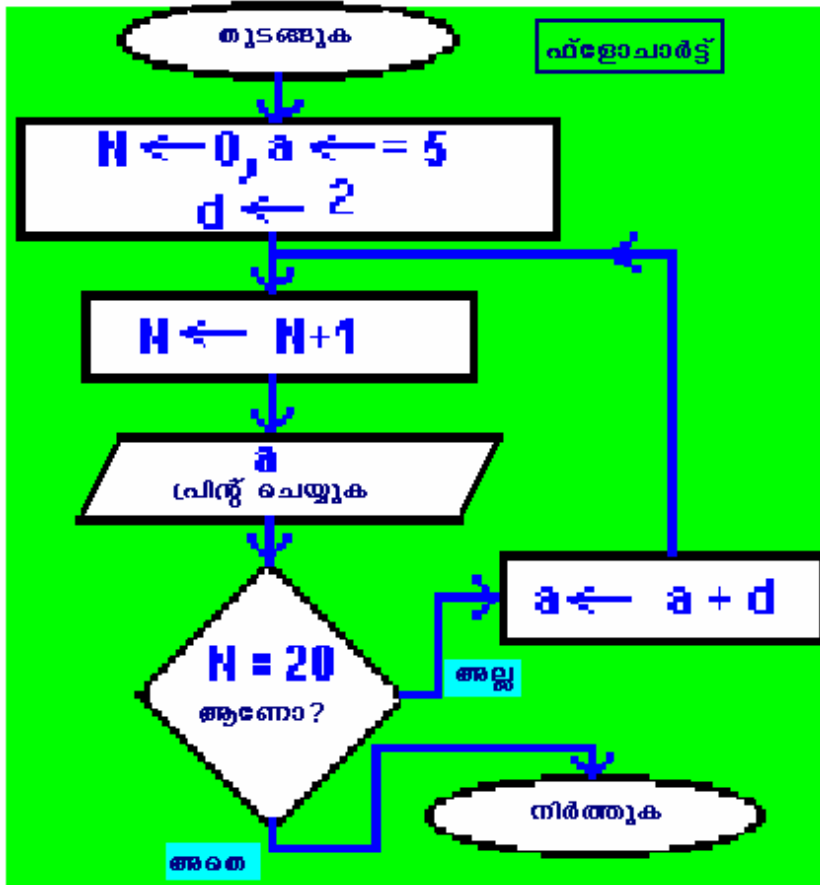 തുടങ്ങുക
ഫ്ളോചാർട്ട്
N ← 0, a ← = 5
d ← 2
N ← N+1
a
പ്രിന്റ് ചെയ്യുക
a ← a + d
N = 20
ആണോ?
അല്ല
നിർത്തുക
അതെ